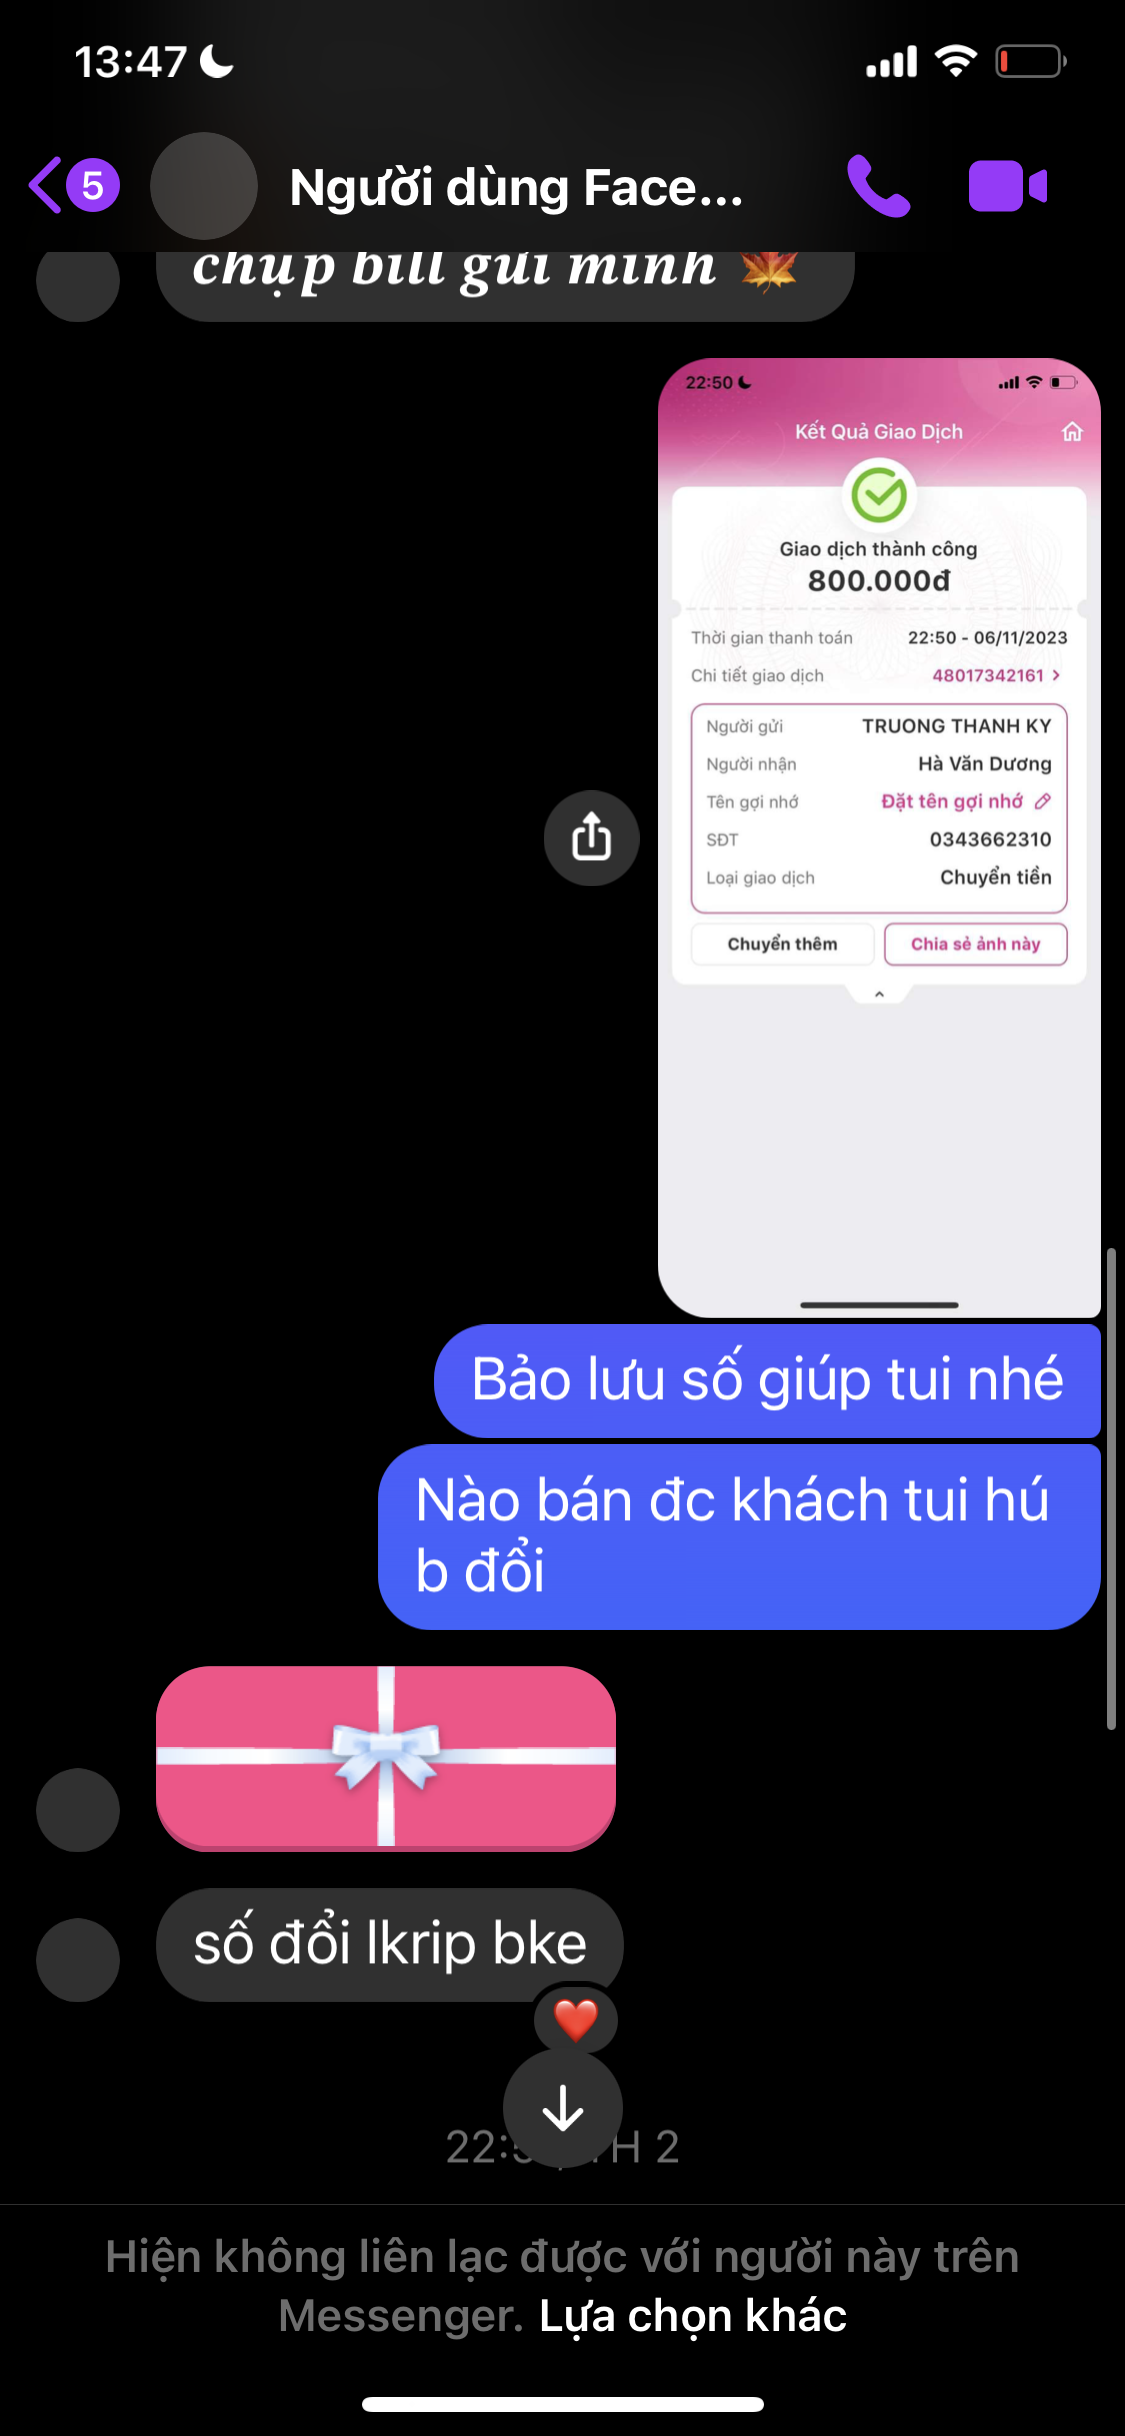 13:47
5
Người dùng Face...
chụp bill gửi mình
22:50
Kết Quả Giao Dịch
Giao dịch thành công
800.000đ
Thời gian thanh toán 22:50 - 06/11/2023
Chi tiết giao dịch 48017342161 >
Người gửi TRUONG THANH KY
Người nhận Hà Văn Dương
Tên gợi nhớ Đặt tên gợi nhớ
SĐT 0343662310
Loại giao dịch Chuyển tiền
Chuyển thêm Chia sẻ ảnh này
Bảo lưu số giúp tui nhé
Nào bán đc khách tui hú
b đổi
số đổi lkrip bke
TH 2
Hiện không liên lạc được với người này trên
Messenger. Lựa chọn khác